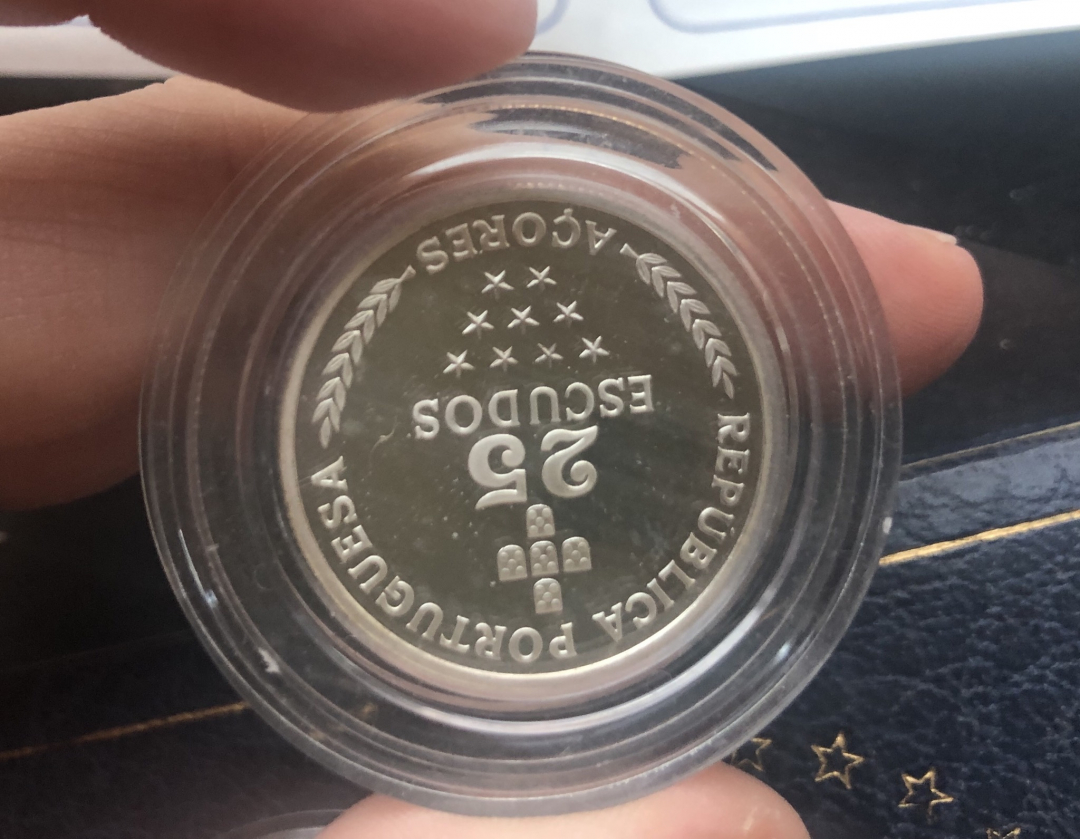 REPÚBLICA PORTUGUESA
25
ESCUDOS
AÇORES